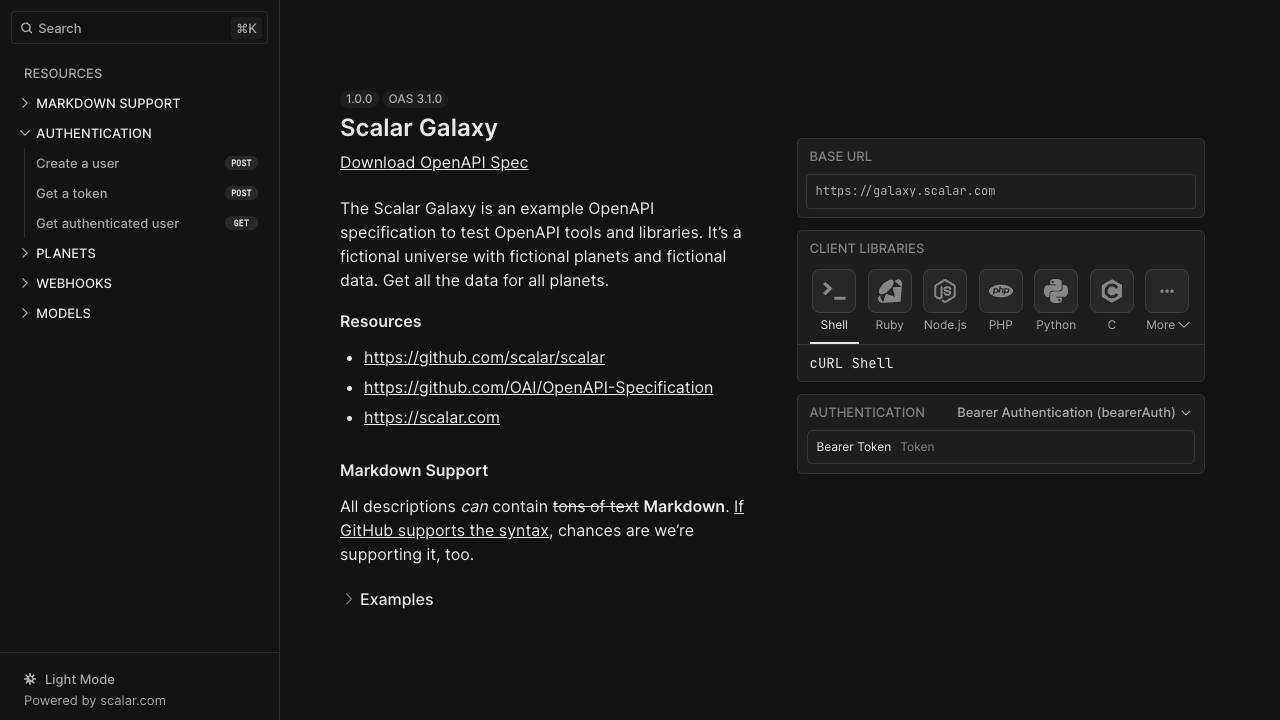 Search
⌘K
RESOURCES
MARKDOWN SUPPORT
AUTHENTICATION
Create a user POST
Get a token POST
Get authenticated user GET
PLANETS
WEBHOOKS
MODELS
Light Mode
Powered by scalar.com
1.0.0 OAS 3.1.0
Scalar Galaxy
Download OpenAPI Spec
The Scalar Galaxy is an example OpenAPI
specification to test OpenAPI tools and libraries. It’s a
fictional universe with fictional planets and fictional
data. Get all the data for all planets.
Resources
• https://github.com/scalar/scalar
• https://github.com/OAI/OpenAPI-Specification
• https://scalar.com
Markdown Support
All descriptions can contain tons of text Markdown. If
GitHub supports the syntax, chances are we’re
supporting it, too.
Examples
BASE URL
https://galaxy.scalar.com
CLIENT LIBRARIES
Shell Ruby Node.js PHP Python C More
cURL Shell
AUTHENTICATION Bearer Authentication (bearerAuth)
Bearer Token Token